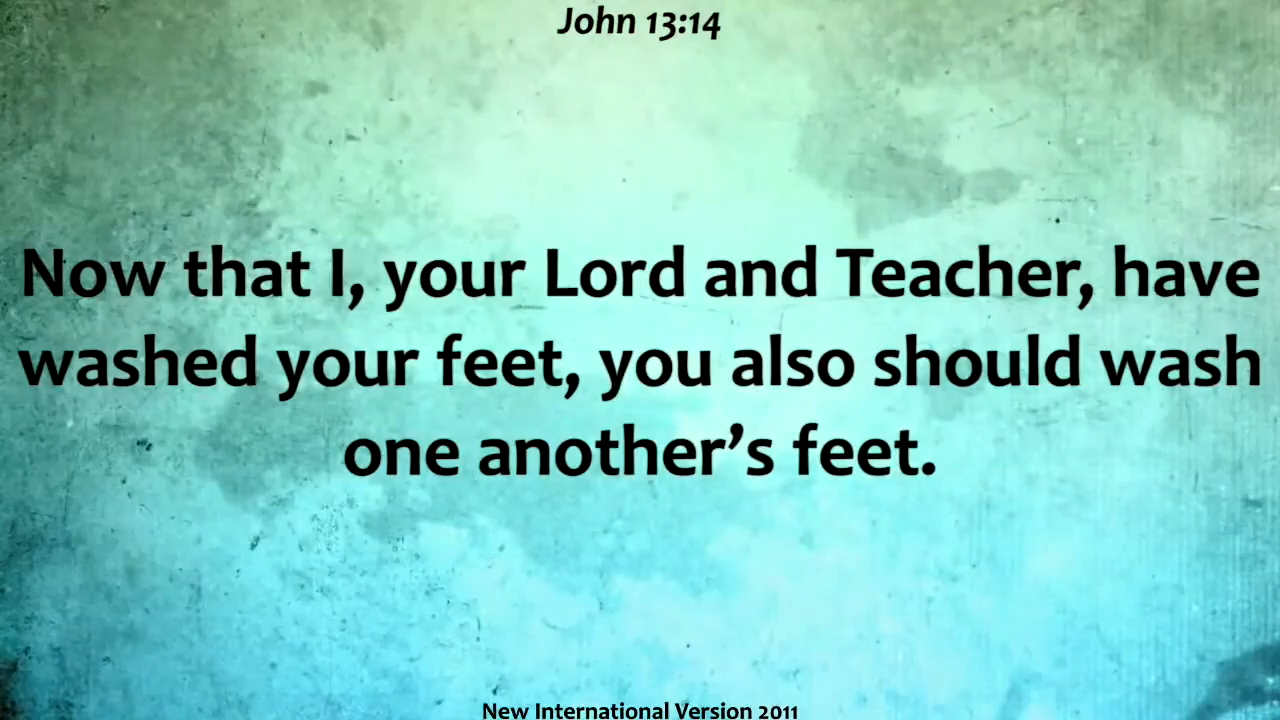 John 13:14
Now that I, your Lord and Teacher, have
washed your feet, you also should wash
one another’s feet.
New International Version 2011